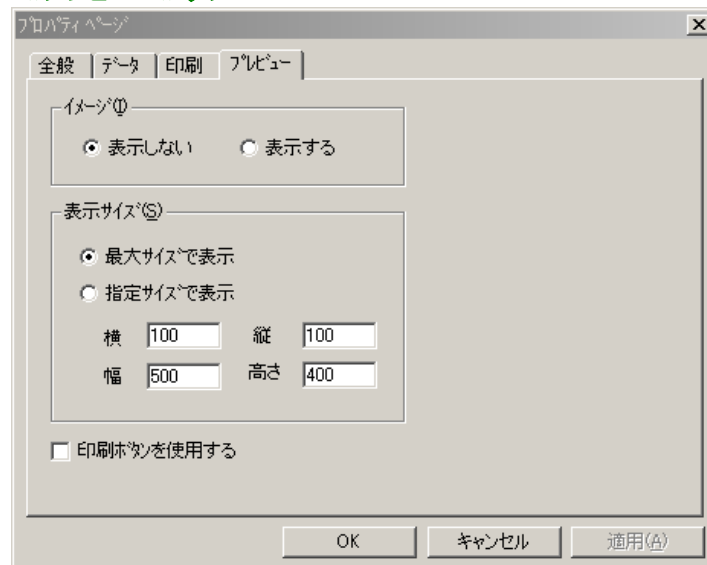 ﾌﾟﾛﾊﾟﾃｨ ﾍﾟｰｼﾞ
全般 ﾃﾞｰﾀ 印刷 ﾌﾟﾚﾋﾞｭｰ
ｲﾒｰｼﾞ(I)
表示しない 表示する
表示ｻｲｽﾞ(S)
最大ｻｲｽﾞで表示
指定ｻｲｽﾞで表示
横 100 縦 100
幅 500 高さ 400
印刷ﾎﾞﾀﾝを使用する
OK ｷｬﾝｾﾙ 適用(A)